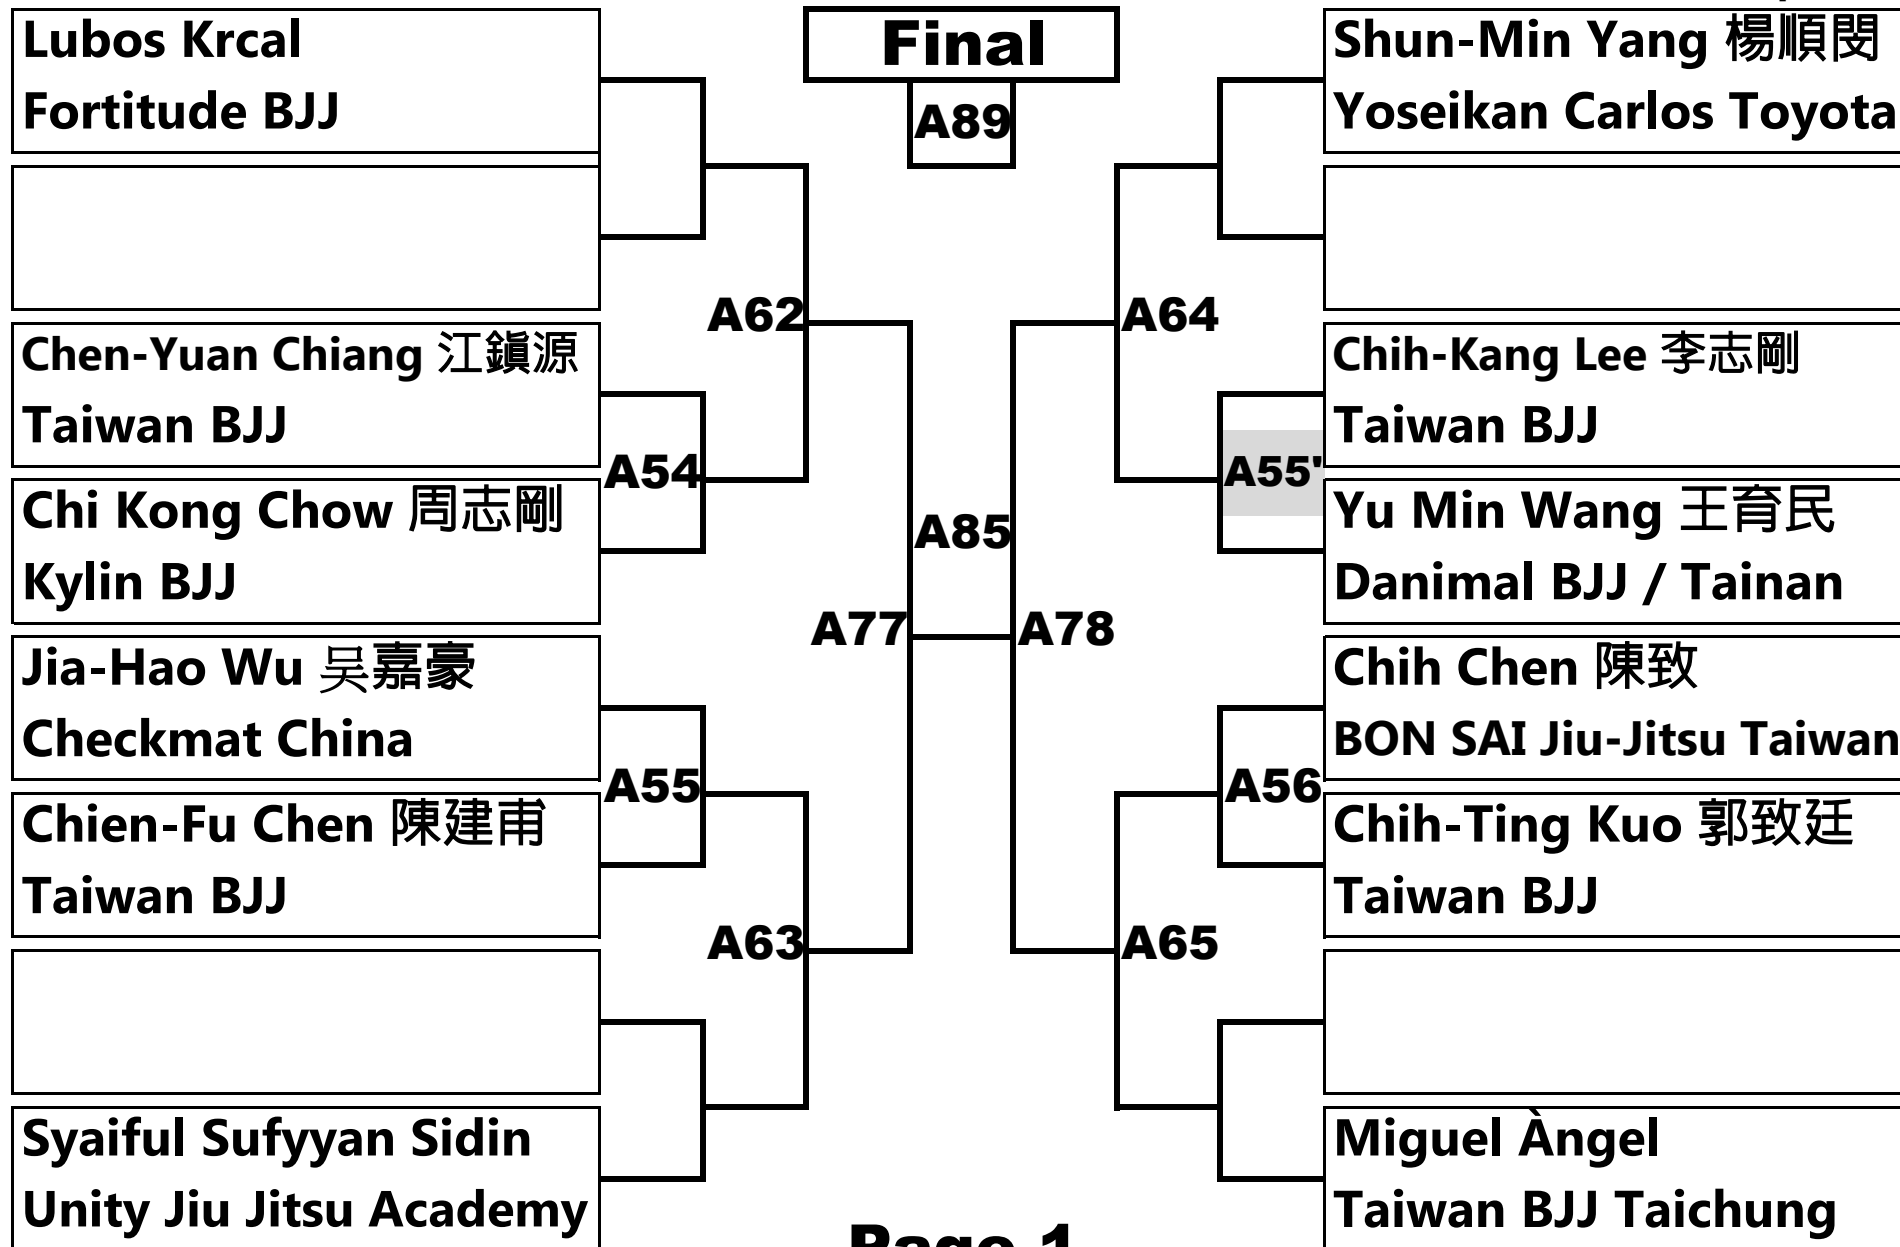 Lubos Krcal
Fortitude BJJ
Chen-Yuan Chiang 江鎭源
Taiwan BJJ
Chi Kong Chow 周志剛
Kylin BJJ
Jia-Hao Wu 吴嘉豪
Checkmat China
Chien-Fu Chen 陳建甫
Taiwan BJJ
Syaiful Sufyyan Sidin
Unity Jiu Jitsu Academy
A54
A55
A62
A63
A77
Final
A89
A85
A78
A64
A65
A55'
A56
Shun-Min Yang 楊順閔
Yoseikan Carlos Toyota
Chih-Kang Lee 李志剛
Taiwan BJJ
Yu Min Wang 王育民
Danimal BJJ / Tainan
Chih Chen 陳致
BON SAI Jiu-Jitsu Taiwan
Chih-Ting Kuo 郭致廷
Taiwan BJJ
Miguel Àngel
Taiwan BJJ Taichung
Page 1